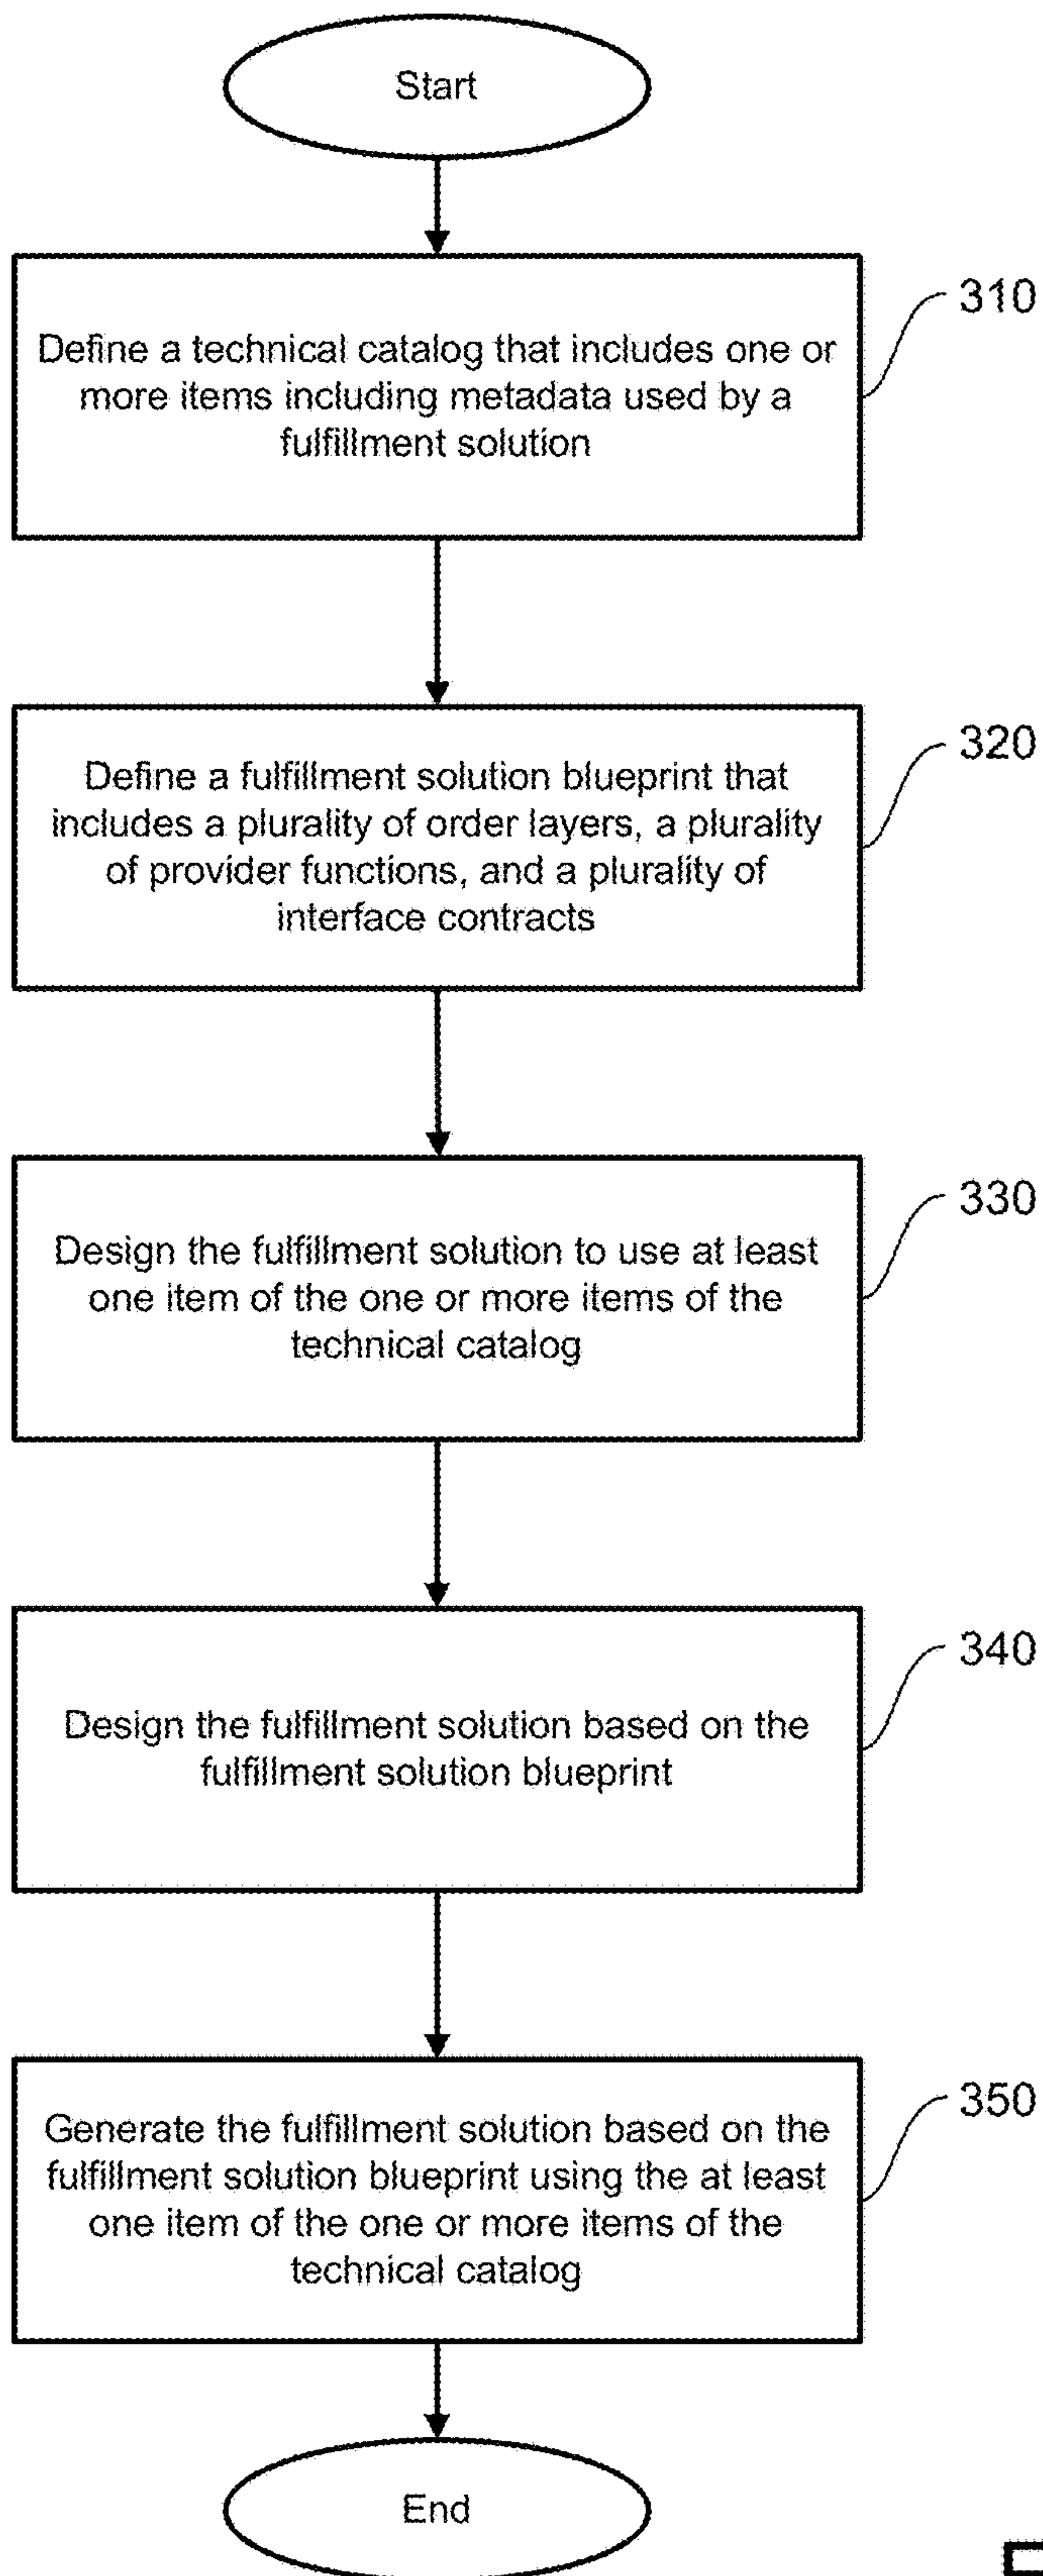 Start
Define a technical catalog that includes one or
more items including metadata used by a
fulfillment solution
310
Define a fulfillment solution blueprint that
includes a plurality of order layers, a plurality
of provider functions, and a plurality of
interface contracts
320
Design the fulfillment solution to use at least
one item of the one or more items of the
technical catalog
330
Design the fulfillment solution based on the
fulfillment solution blueprint
340
Generate the fulfillment solution based on the
fulfillment solution blueprint using the at least
one item of the one or more items of the
technical catalog
350
End